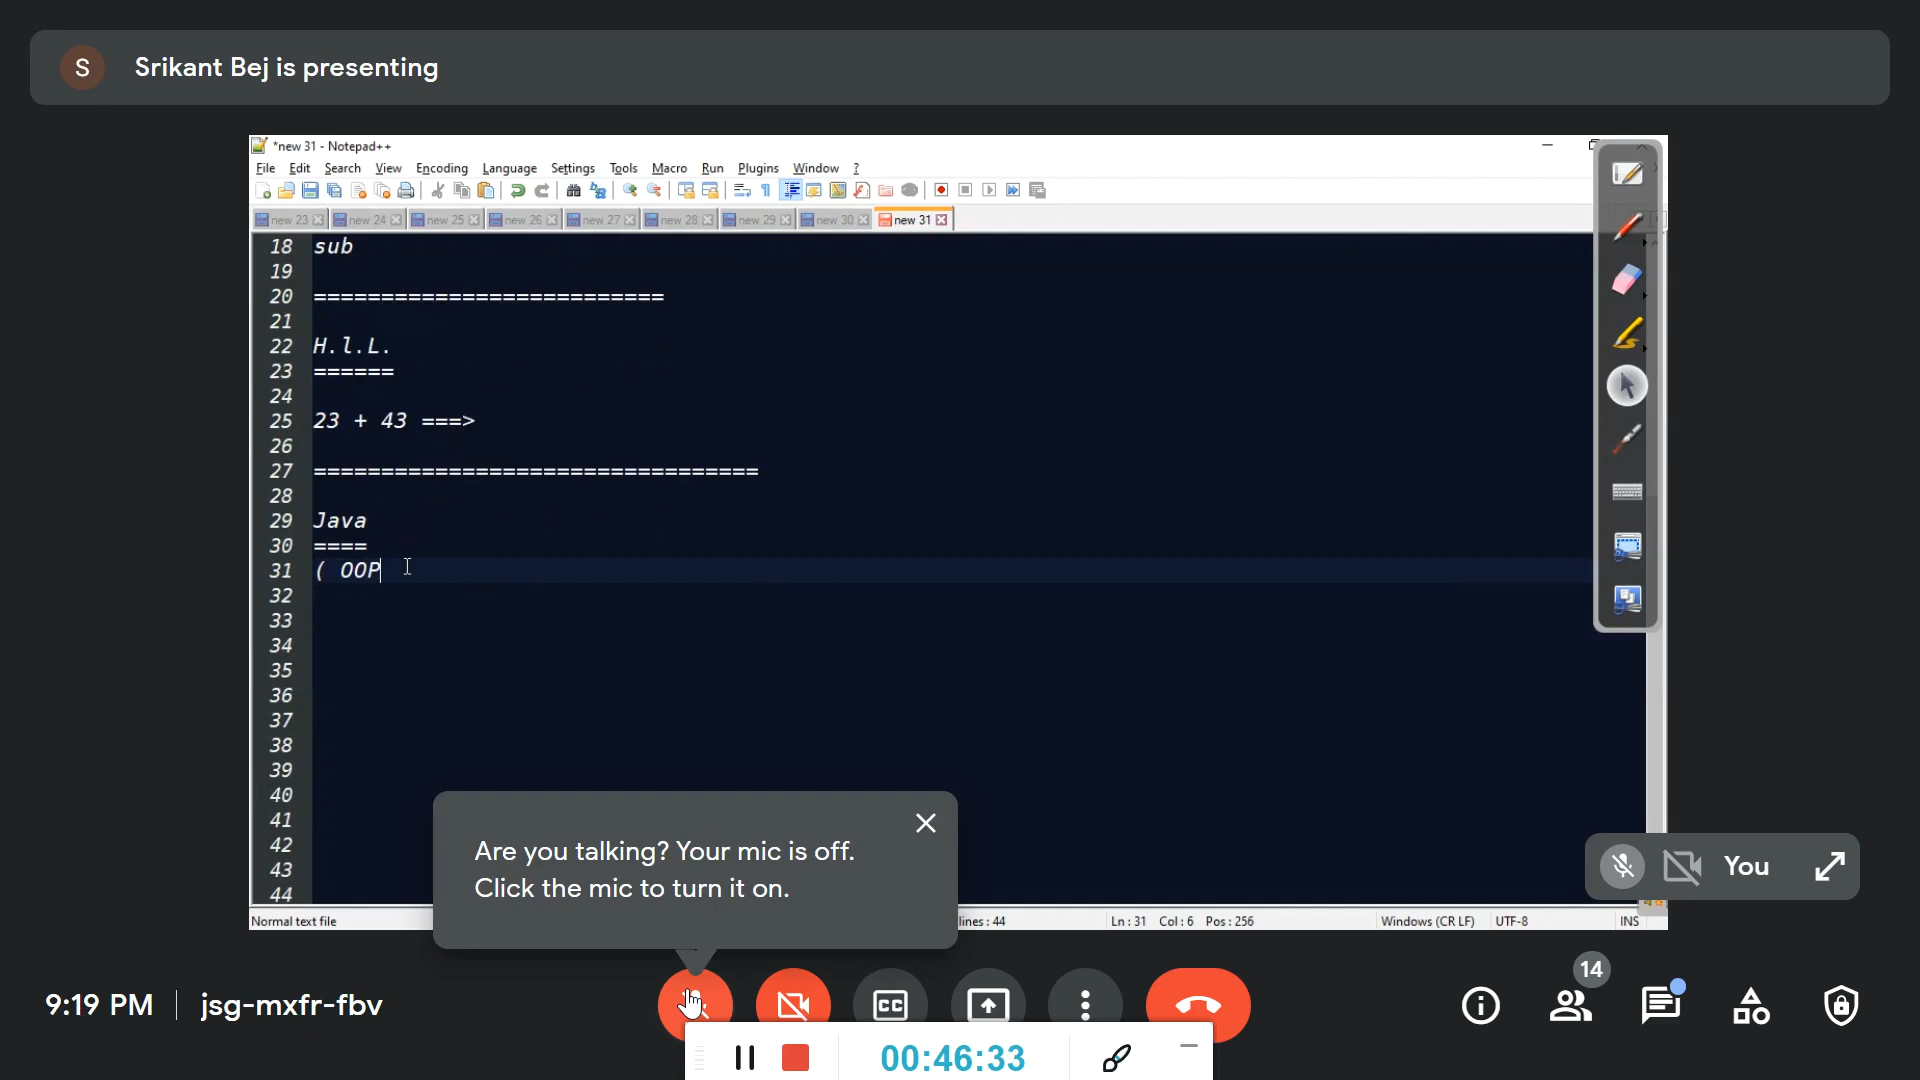 S Srikant Bej is presenting
*new 31 - Notepad++
File Edit Search View Encoding Language Settings Tools Macro Run Plugins Window ?
new 23 new 24 new 25 new 26 new 27 new 28 new 29 new 30 new 31
18 sub
19
20 ==========================
21
22 H.l.L.
23 ======
24
25 23 + 43 ===>
26
27 =================================
28
29 Java
30 ====
31 ( OOP
32
33
34
35
36
37
38
39
40
41
42
43
44
Are you talking? Your mic is off.
Click the mic to turn it on.
You
Normal text file lines : 44 Ln : 31 Col : 6 Pos : 256 Windows (CR LF) UTF-8 INS
9:19 PM jsg-mxfr-fbv CC 14
00:46:33